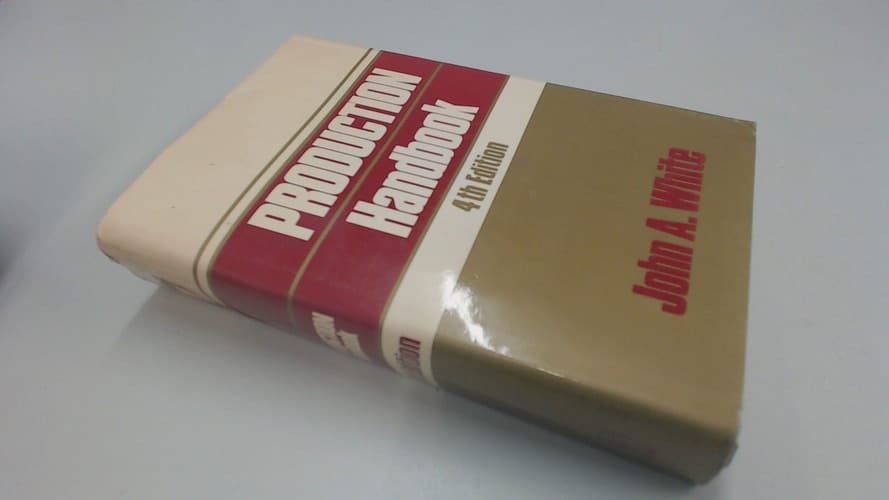 PRODUCTION
Handbook
4th Edition
John A. White